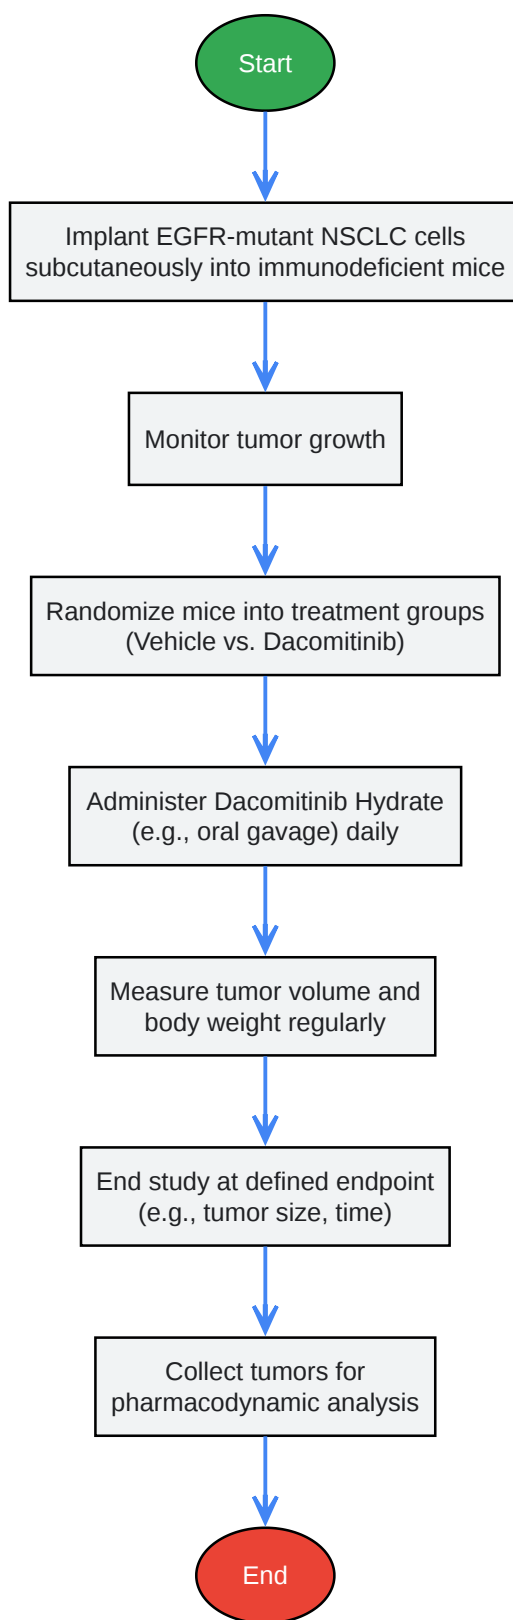 Start
Implant EGFR-mutant NSCLC cells
subcutaneously into immunodeficient mice
Monitor tumor growth
Randomize mice into treatment groups
(Vehicle vs. Dacomitinib)
Administer Dacomitinib Hydrate
(e.g., oral gavage) daily
Measure tumor volume and
body weight regularly
End study at defined endpoint
(e.g., tumor size, time)
Collect tumors for
pharmacodynamic analysis
End